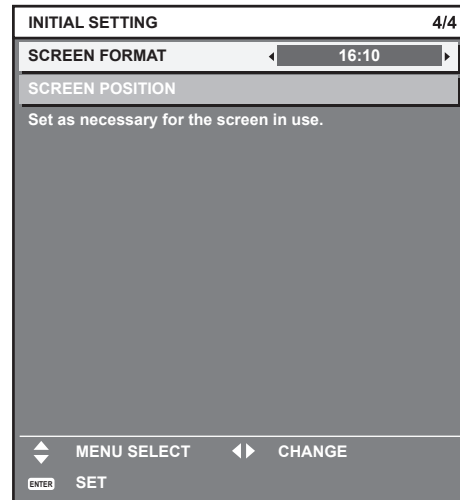 INITIAL SETTING 4/4
SCREEN FORMAT 16:10
SCREEN POSITION
Set as necessary for the screen in use.
MENU SELECT CHANGE
ENTER SET